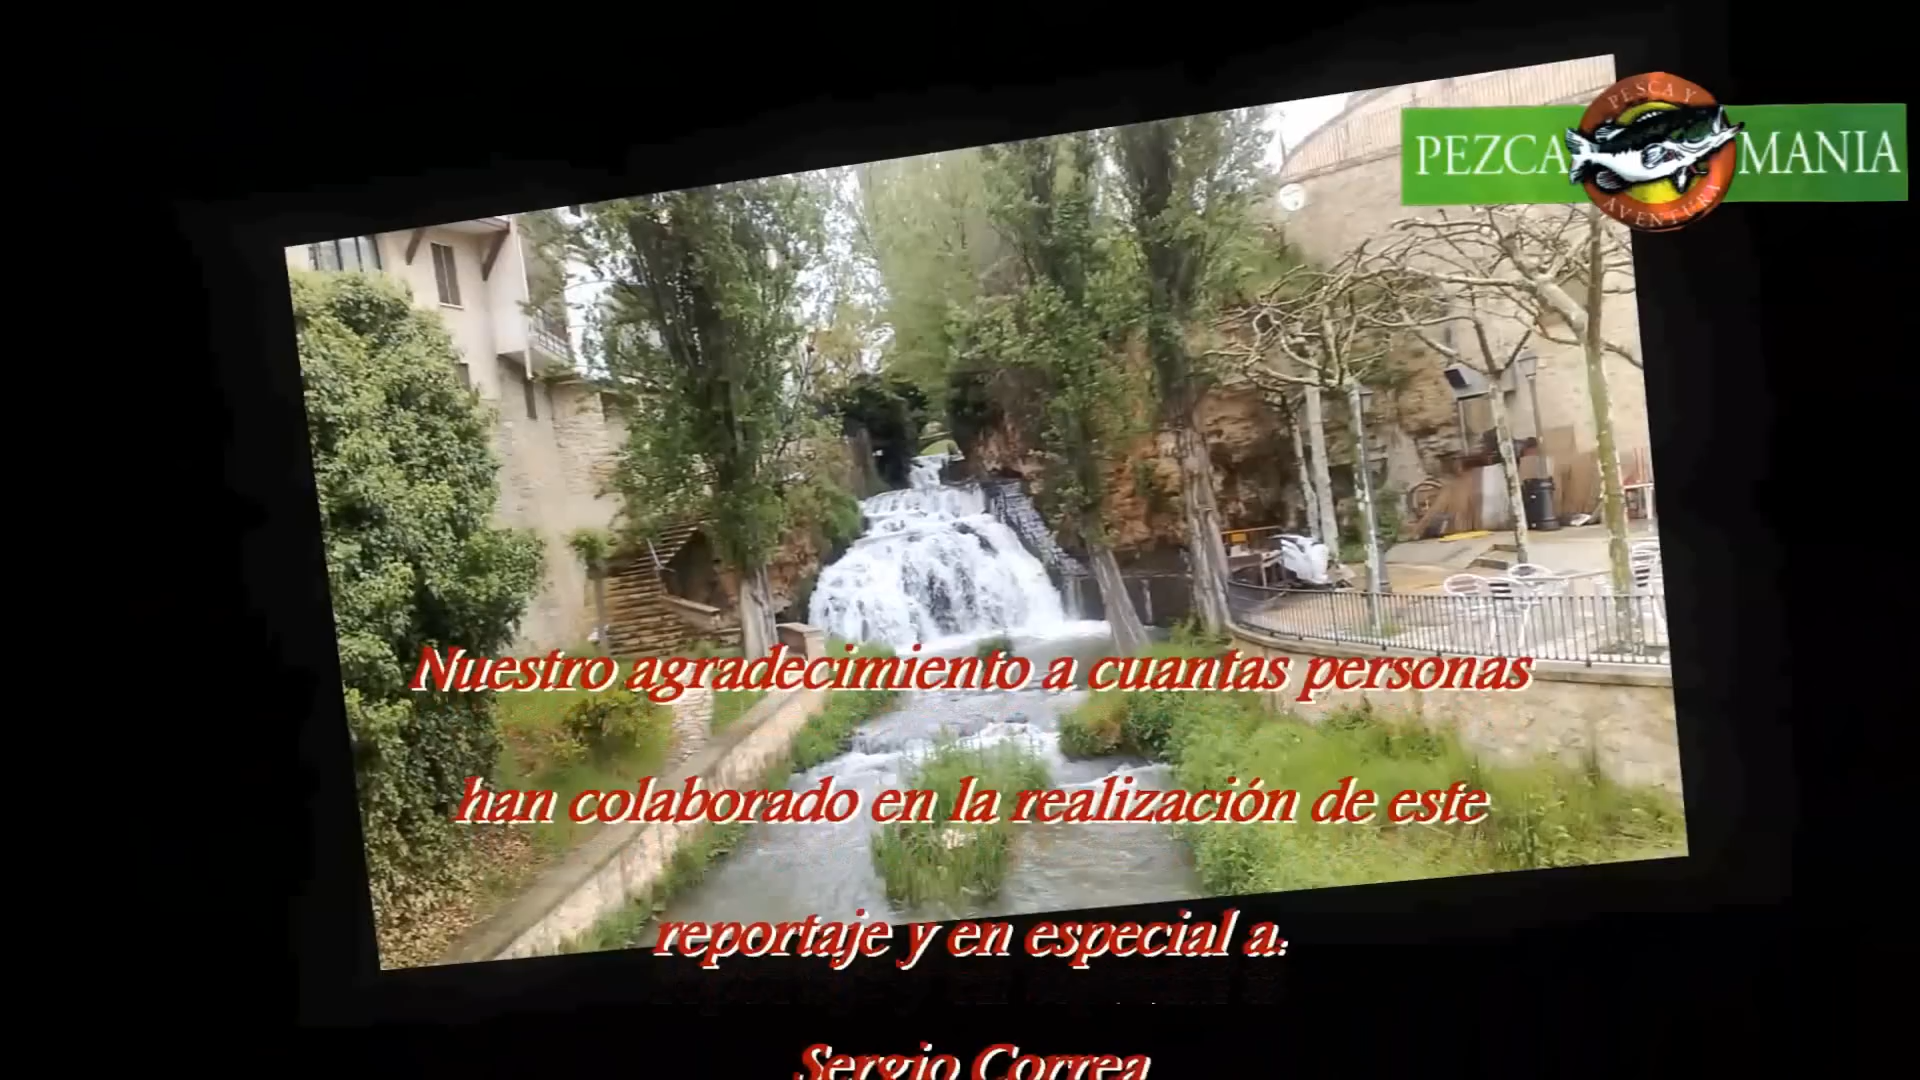 PESCA Y
PEZCA MANIA
AVENTURA
Nuestro agradecimiento a cuantas personas
han colaborado en la realización de este
reportaje y en especial a:
Sergio Correa